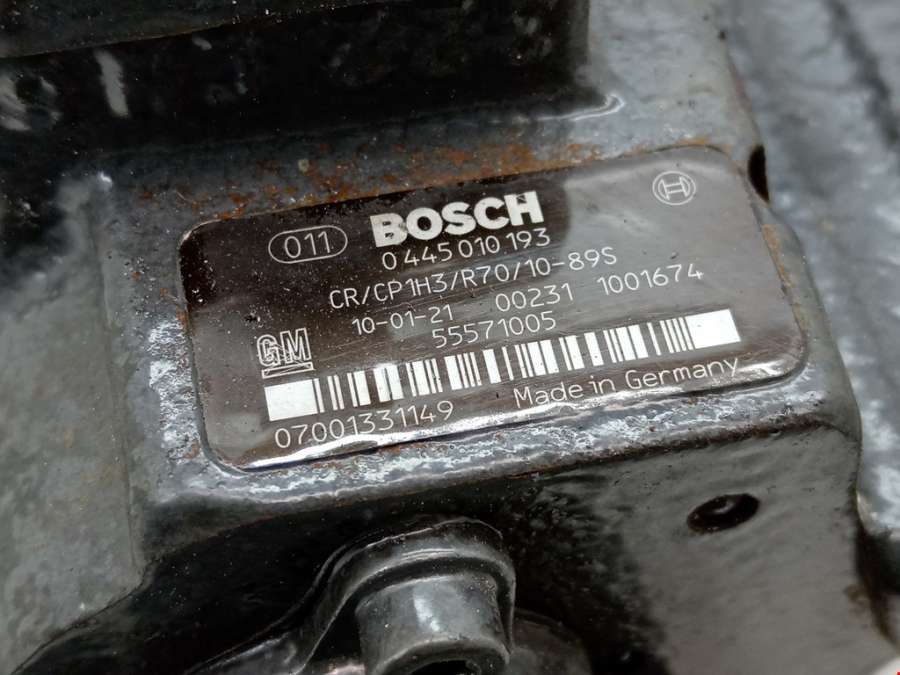 011 BOSCH
0 445 010 193
CR/CP1H3/R70/10-89S
10-01-21 00231 1001674
GM 55571005
07001331149 Made in Germany